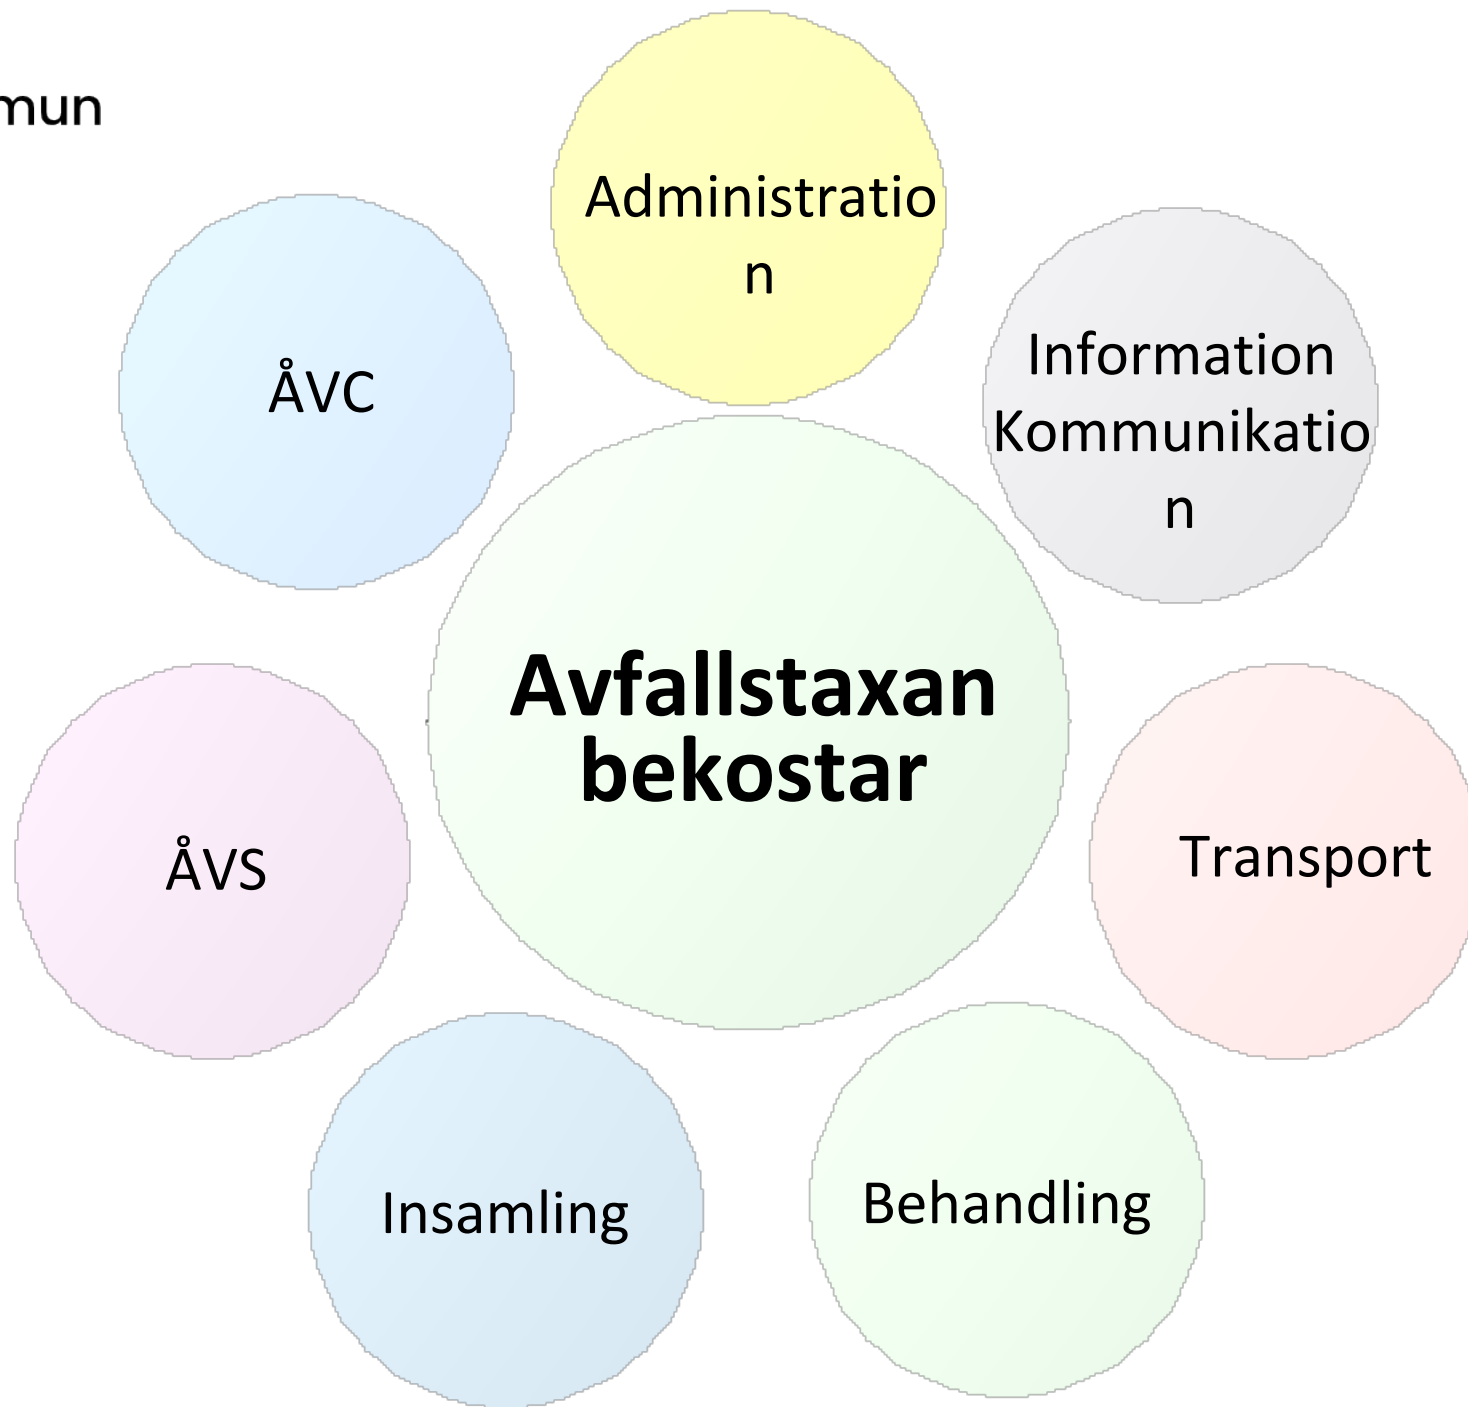 mun
Administratio
n
Information
Kommunikatio
n
ÅVC
Avfallstaxan
bekostar
Transport
ÅVS
Behandling
Insamling